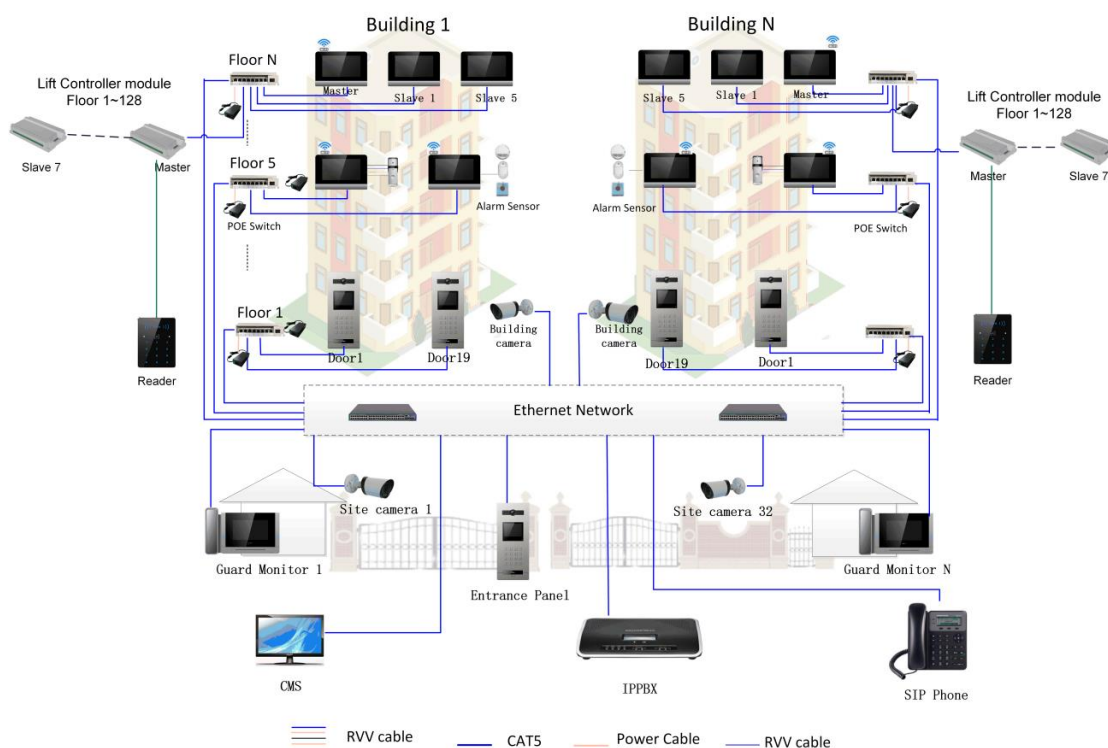 Building 1
Building N
Floor N
Lift Controller module
Floor 1~128
Master
Slave 1
Slave 5
Slave 5
Slave 1
Master
Lift Controller module
Floor 1~128
Slave 7
Master
Floor 5
POE Switch
Alarm Sensor
Alarm Sensor
POE Switch
Master
Slave 7
Floor 1
Door1
Door19
Building
camera
Building
camera
Door19
Door1
Reader
Reader
Ethernet Network
Site camera 1
Site camera 32
Guard Monitor 1
Entrance Panel
Guard Monitor N
CMS
IPPBX
SIP Phone
RVV cable
CAT5
Power Cable
RVV cable